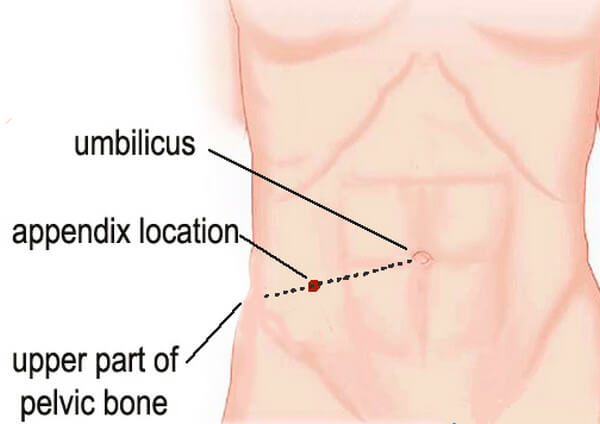 umbilicus
appendix location
upper part of
pelvic bone